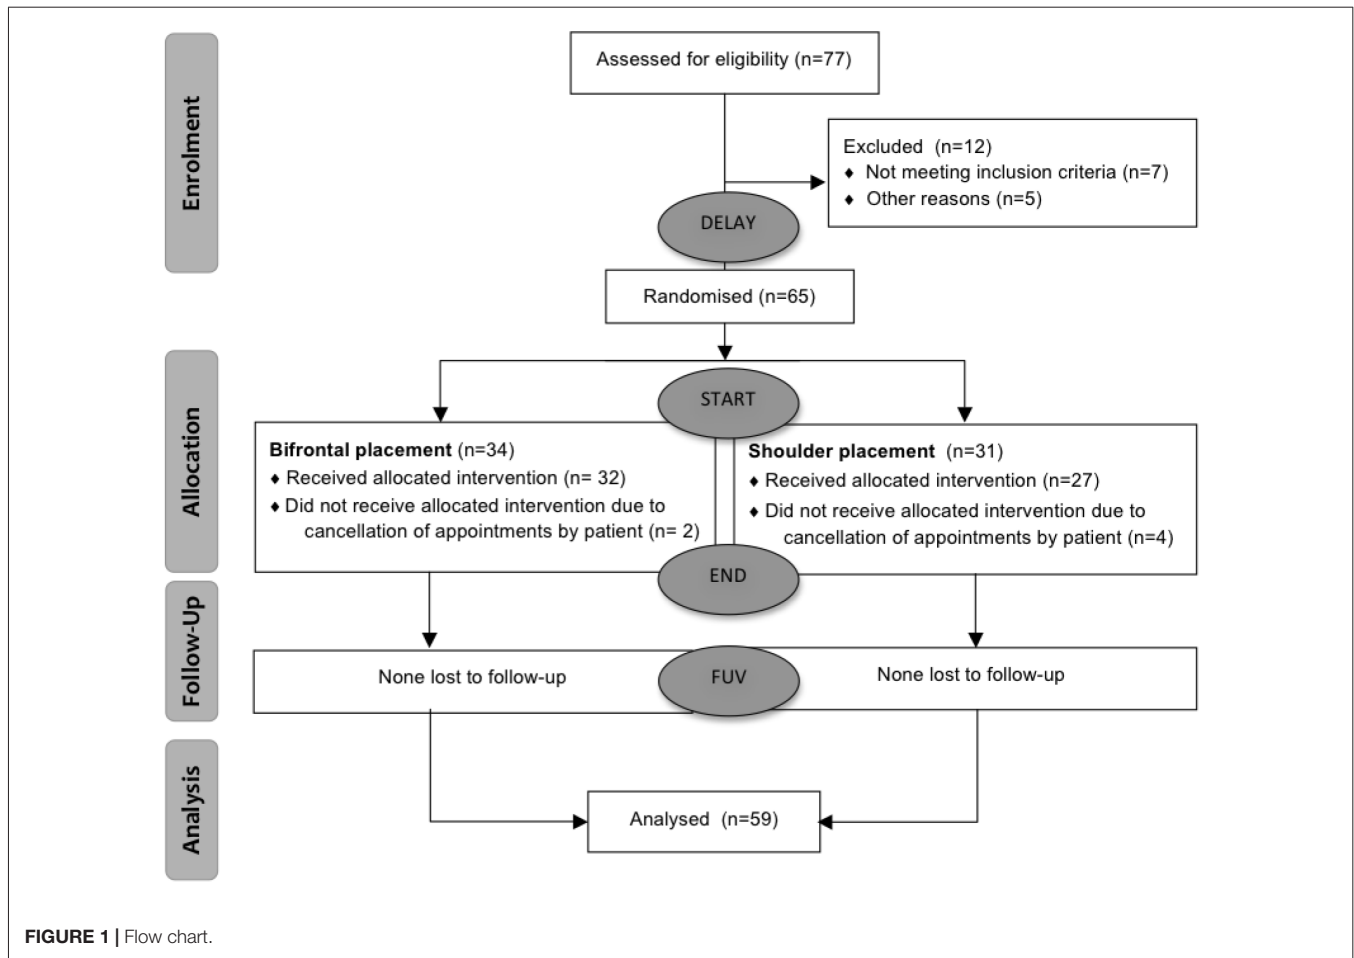 Enrolment
Assessed for eligibility (n=77)
Excluded  (n=12)
♦ Not meeting inclusion criteria (n=7)
♦ Other reasons (n=5)
DELAY
Randomised (n=65)
Allocation
START
Bifrontal placement (n=34)
♦ Received allocated intervention (n= 32)
♦ Did not receive allocated intervention due to
cancellation of appointments by patient (n= 2)
Shoulder placement  (n=31)
♦ Received allocated intervention (n=27)
♦ Did not receive allocated intervention due to
cancellation of appointments by patient (n=4)
END
Follow-Up
None lost to follow-up
FUV
None lost to follow-up
Analysis
Analysed  (n=59)
FIGURE 1 | Flow chart.